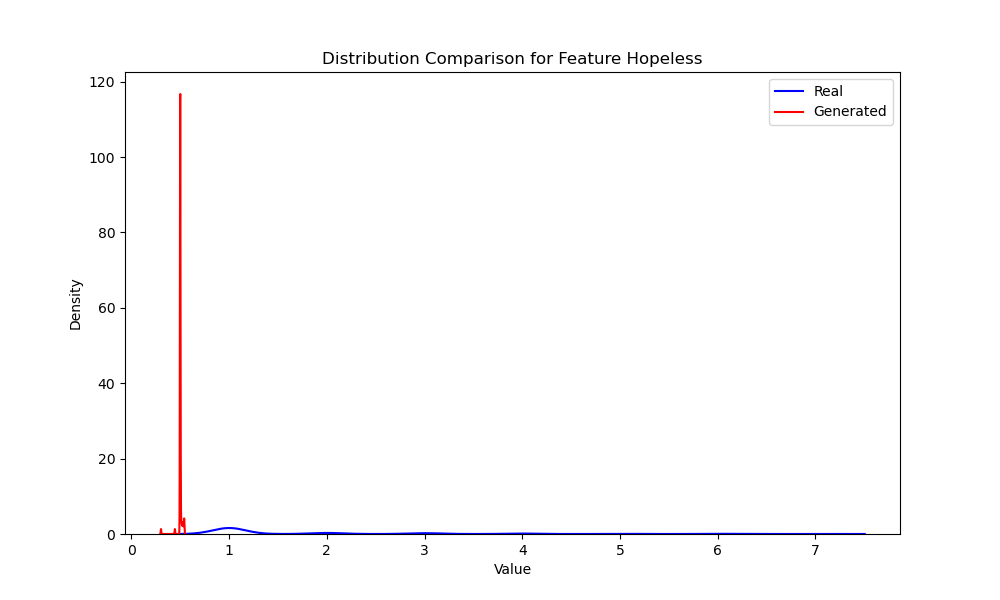 Distribution Comparison for Feature Hopeless
Real
Generated
120
100
80
60
40
20
0
Density
0 1 2 3 4 5 6 7
Value